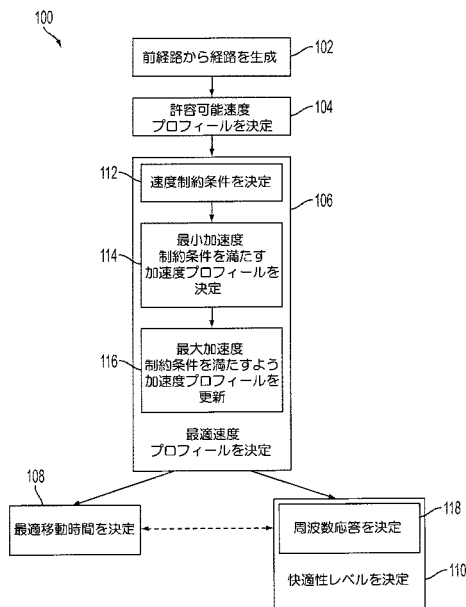 100
前経路から経路を生成
102
許容可能速度
プロフィールを決定
104
112
速度制約条件を決定
106
114
最小加速度
制約条件を満たす
加速度プロフィールを
決定
116
最大加速度
制約条件を満たすよう
加速度プロフィールを
更新
最適速度
プロフィールを決定
108
最適移動時間を決定
118
周波数応答を決定
快適性レベルを決定
110